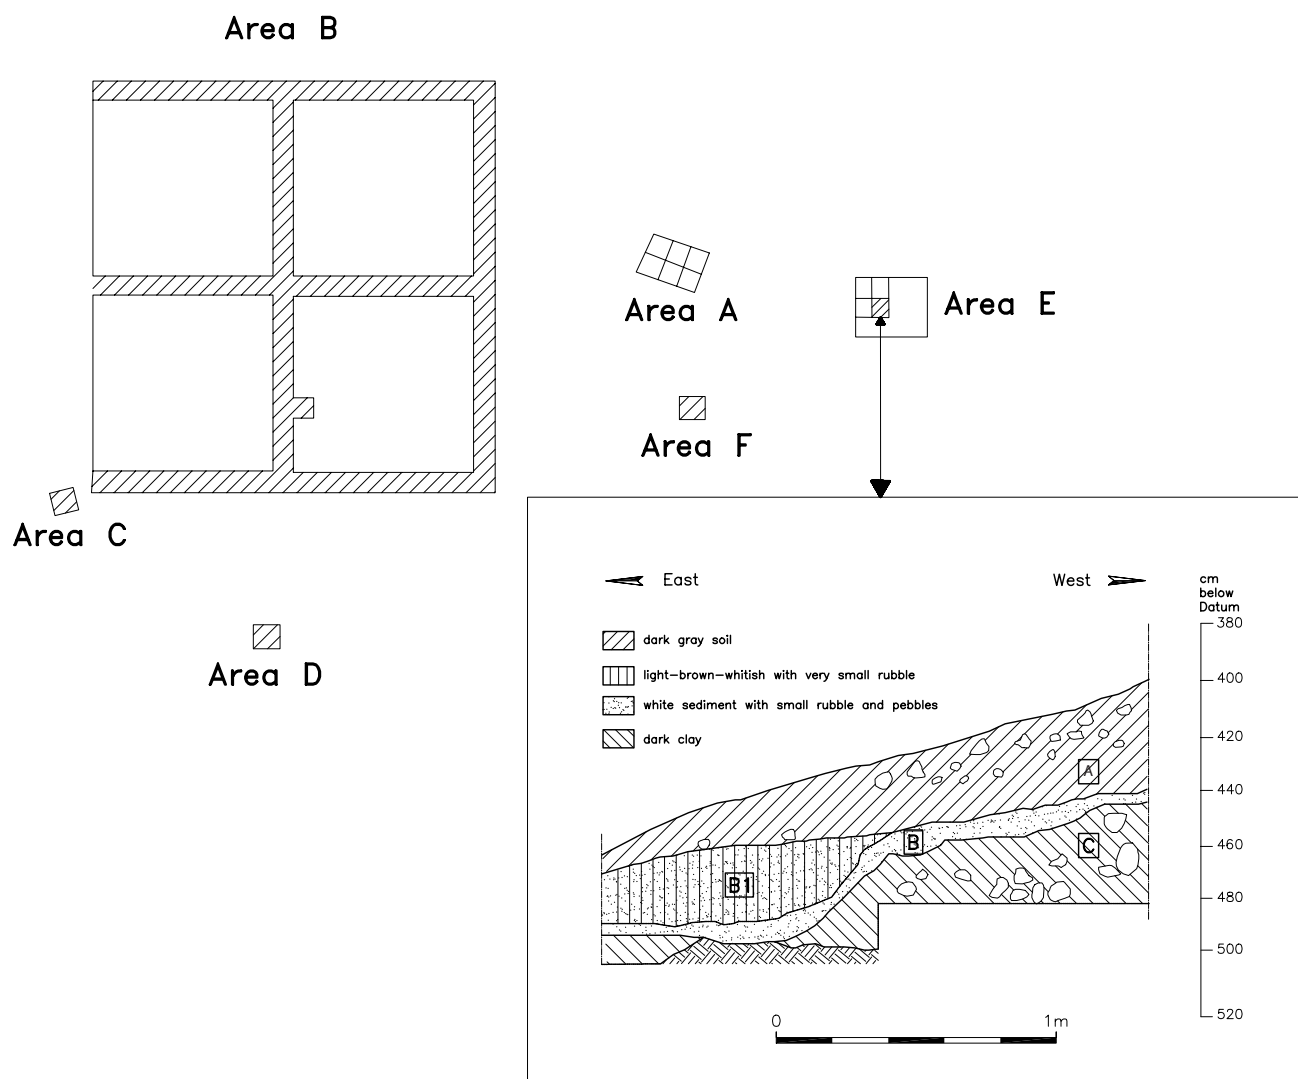 Area B
Area A
Area E
Area F
Area C
Area D
East
West
cm
below
Datum
380
400
420
440
460
480
500
520
dark gray soil
light-brown-whitish with very small rubble
white sediment with small rubble and pebbles
dark clay
A
B
C
B1
0
1m